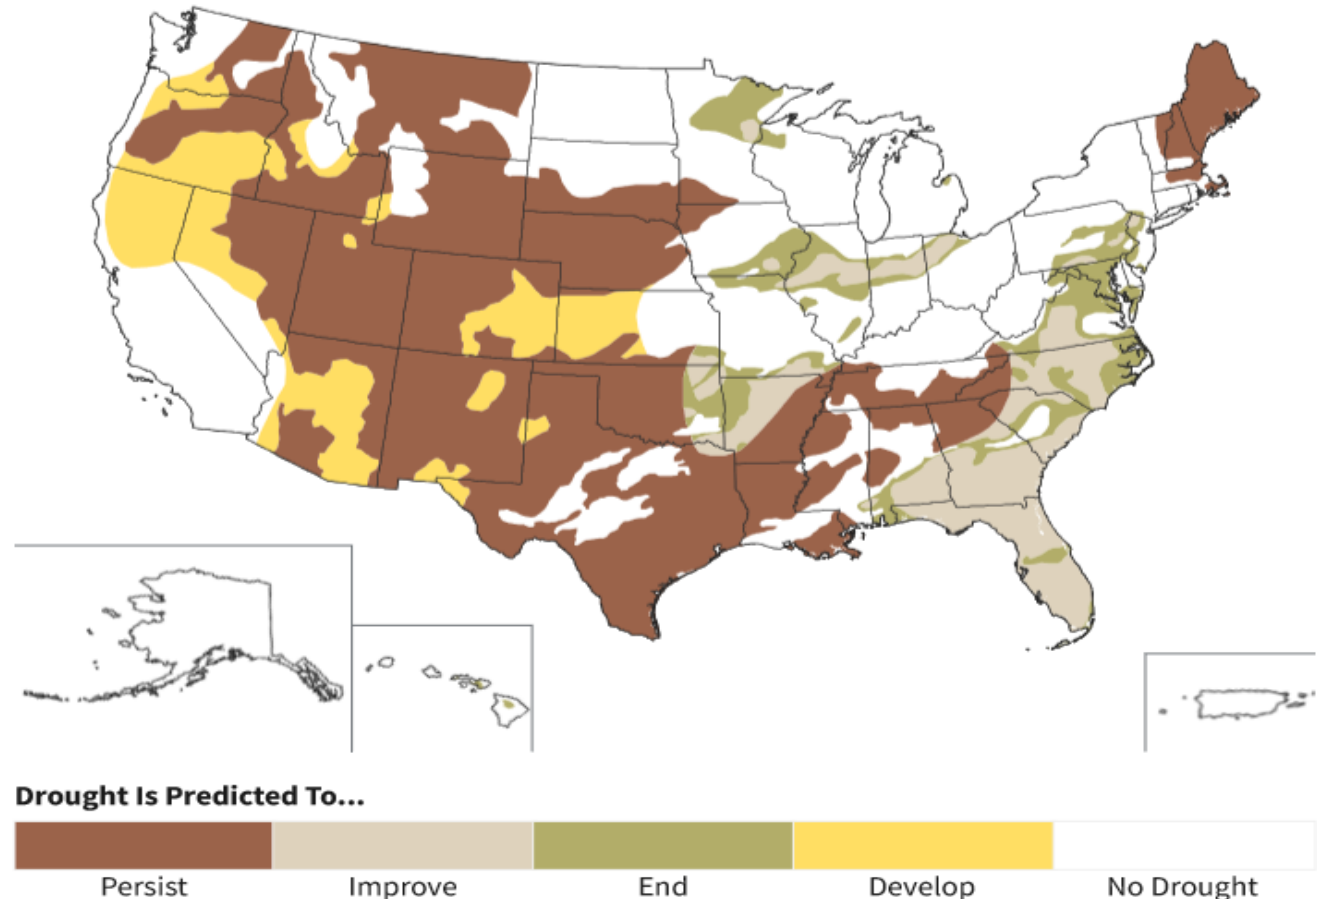 Drought Is Predicted To...
Persist
Improve
End
Develop
No Drought